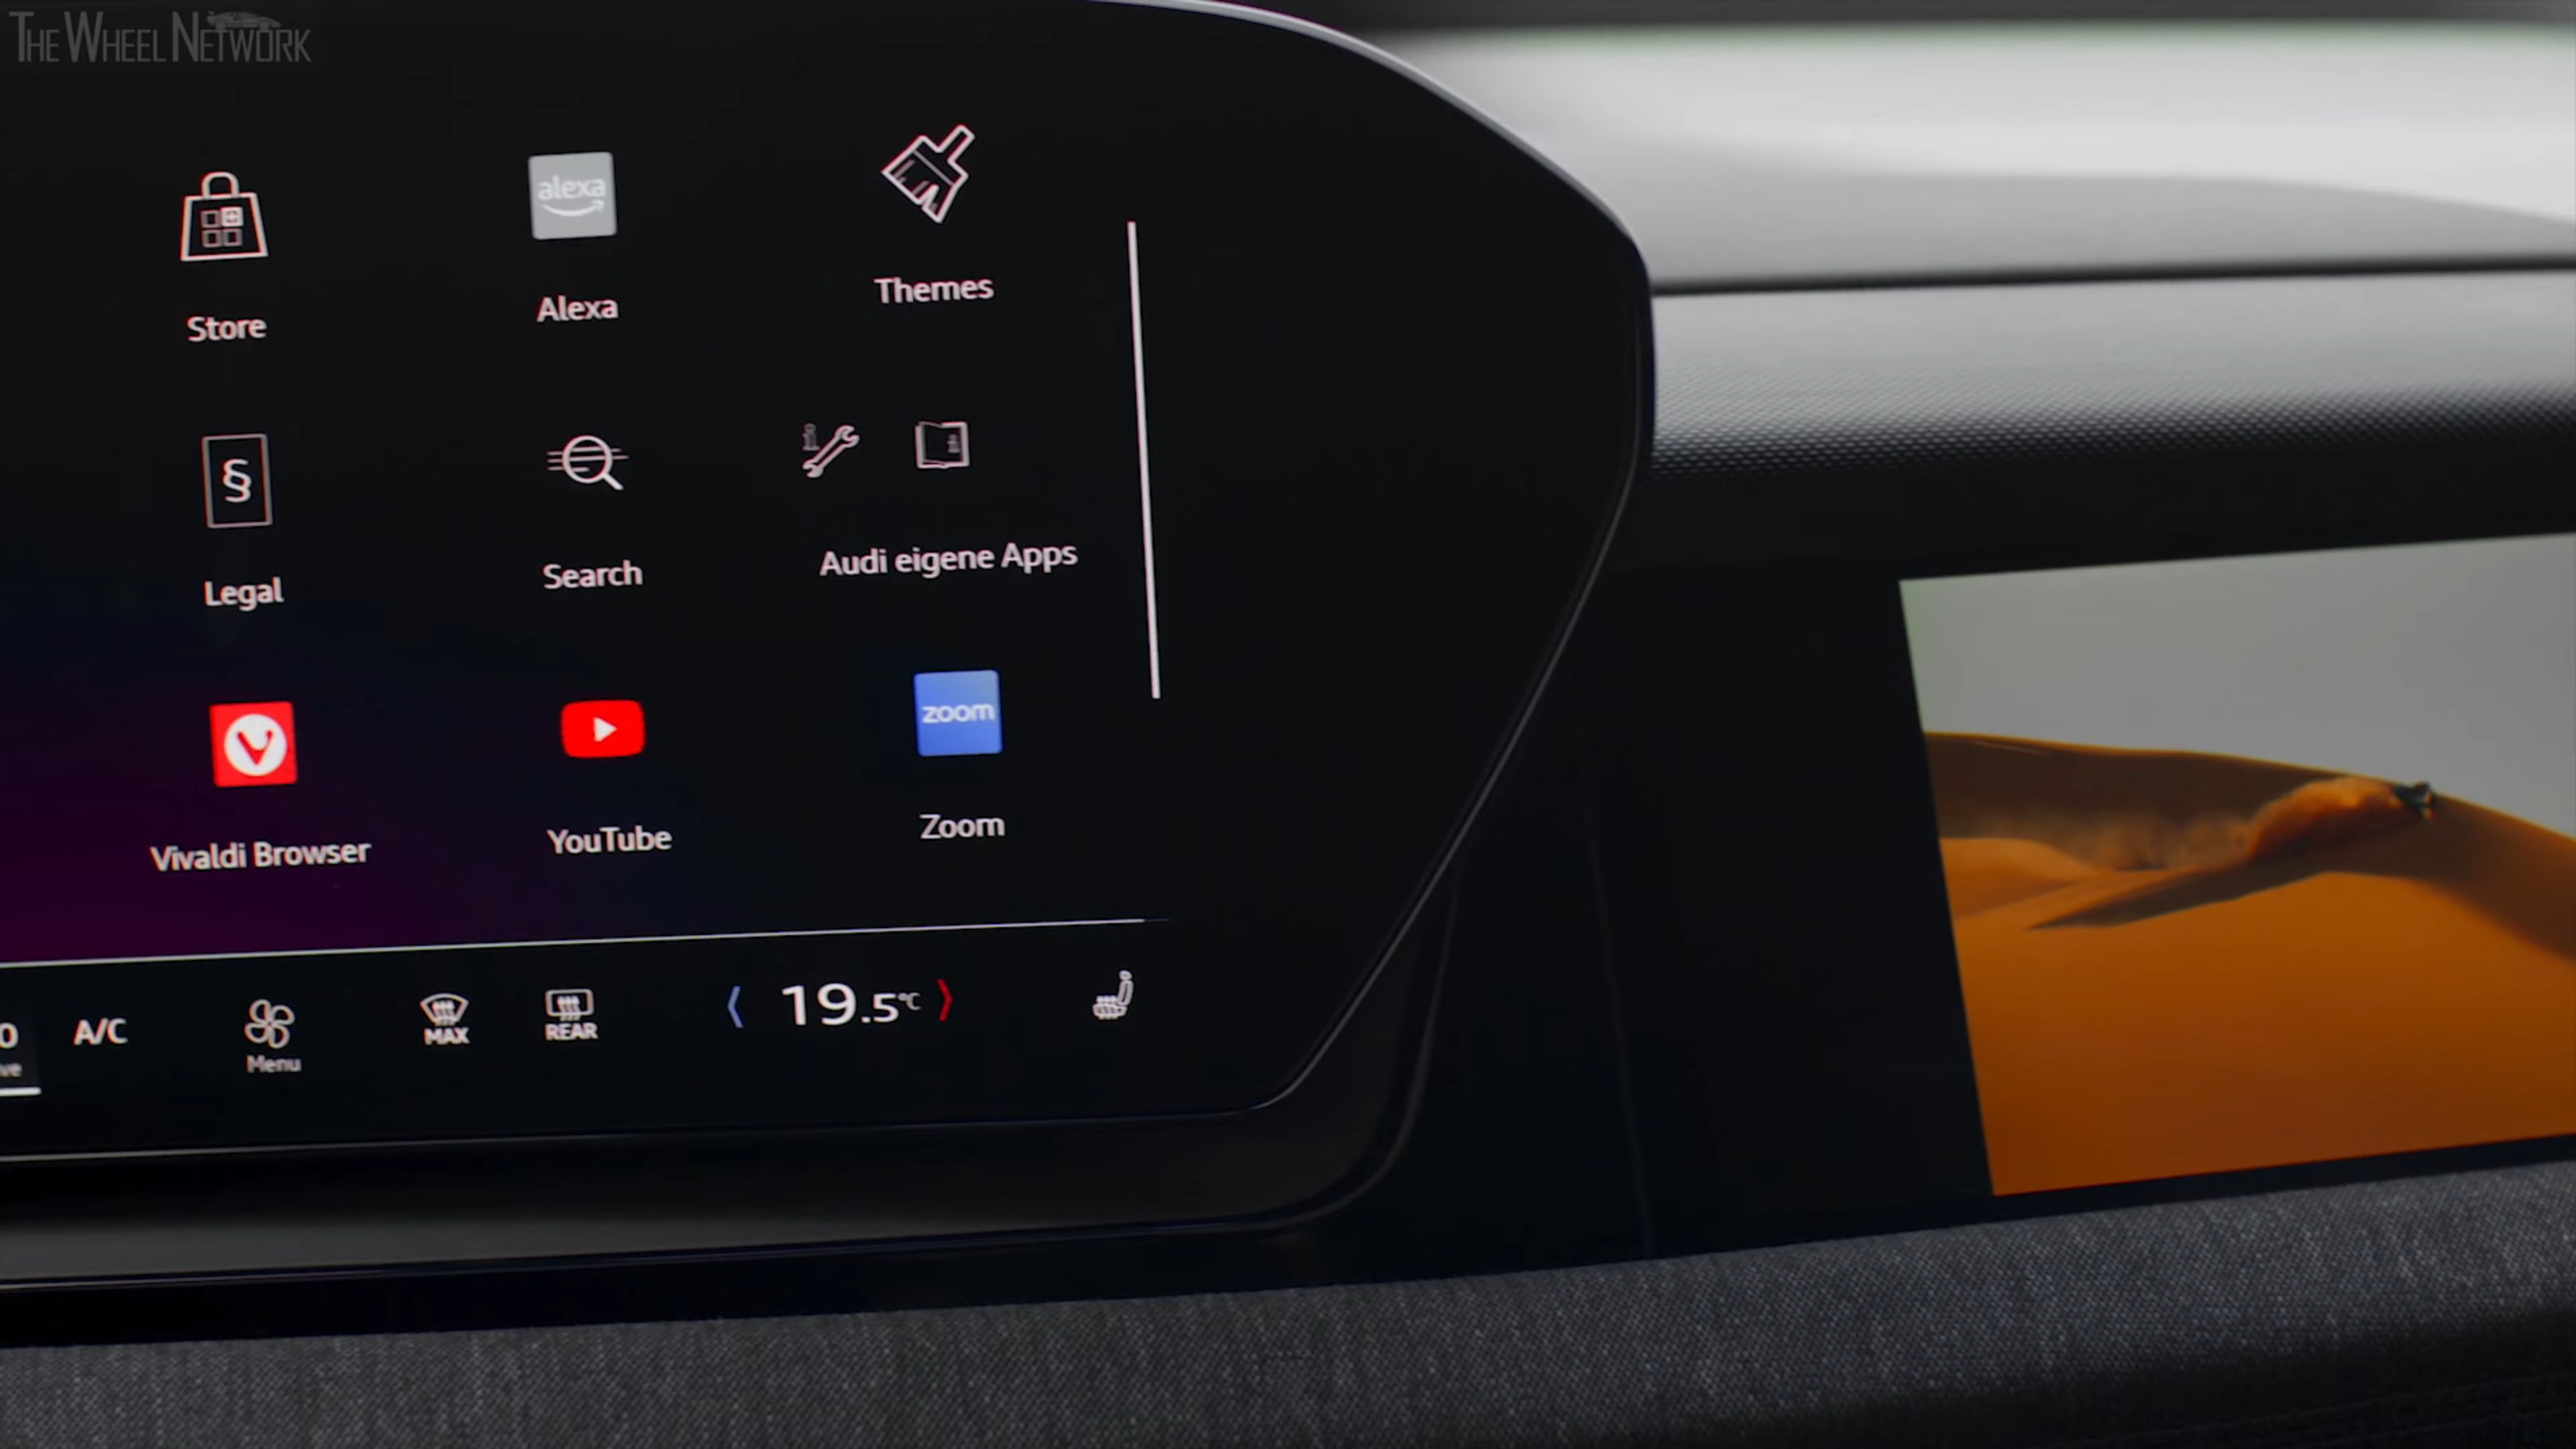 THE WHEEL NETWORK
alexa
Store
Alexa
Themes
§
Legal
Search
Audi eigene Apps
zoom
Vivaldi Browser
YouTube
Zoom
A/C
Menu
MAX
REAR
19.5°C